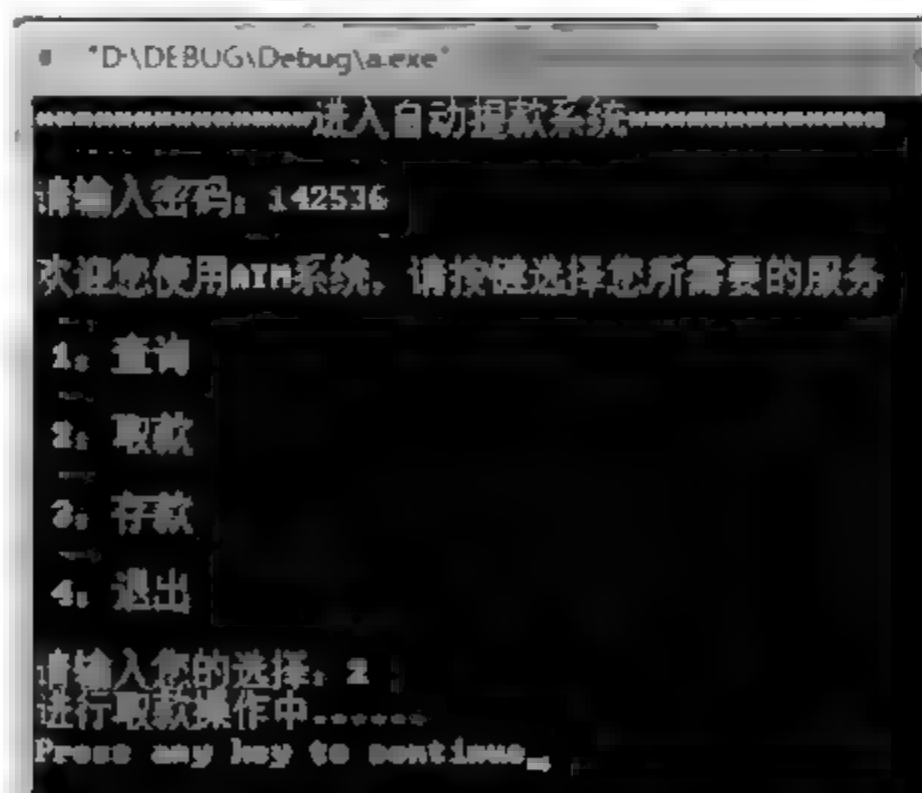 "D:\DEBUG\Debug\a.exe"
==================进入自动提款系统=================
请输入密码：142536
欢迎您使用ATM系统，请按键选择您所需要的服务
1：查询
2：取款
3：存款
4：退出
请输入您的选择：2
进行取款操作中......
Press any key to continue_